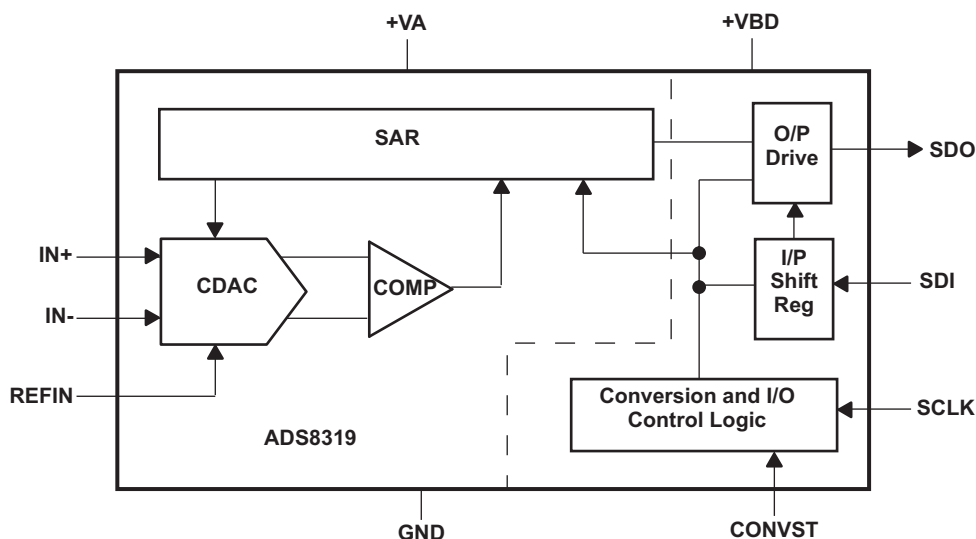 +VA
+VBD
SAR
O/P
Drive
SDO
IN+
CDAC
COMP
I/P
Shift
Reg
SDI
IN-
REFIN
Conversion and I/O
Control Logic
SCLK
ADS8319
GND
CONVST